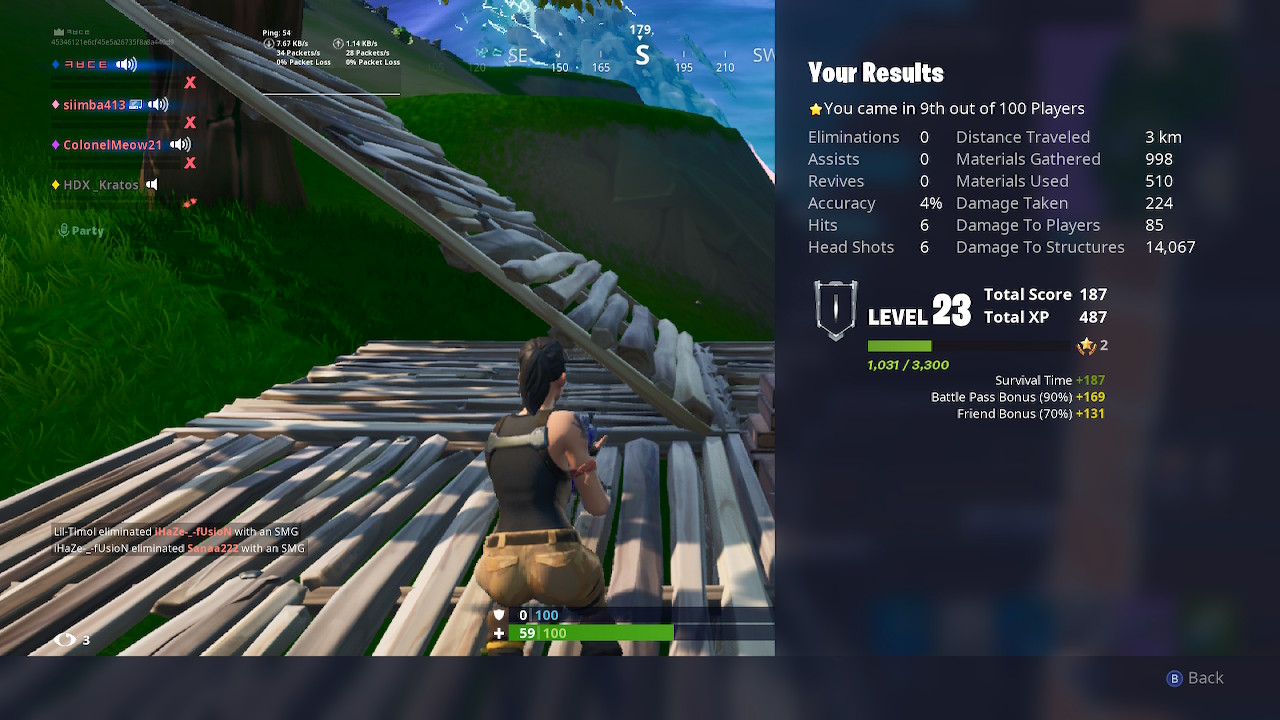 ㅋㅂㄷㅌ
ㅋㅂㄷㅌ
siimba413
ColonelMeow21
HDX_Kratos
Party
Ping: 54
7.67 KB/s 1.14 KB/s
34 Packets/s 28 Packets/s
0% Packet Loss 0% Packet Loss
179
120 SE 150 165 S 195 210 SW
Lil-Timol eliminated iHaZe-_-fUsioN with an SMG
iHaZe-_-fUsioN eliminated Sanaa222 with an SMG
3
0 | 100
59 | 100
Your Results
You came in 9th out of 100 Players
Eliminations 0 Distance Traveled 3 km
Assists 0 Materials Gathered 998
Revives 0 Materials Used 510
Accuracy 4% Damage Taken 224
Hits 6 Damage To Players 85
Head Shots 6 Damage To Structures 14,067
LEVEL 23
Total Score 187
Total XP 487
2
1,031 / 3,300
Survival Time +187
Battle Pass Bonus (90%) +169
Friend Bonus (70%) +131
B Back